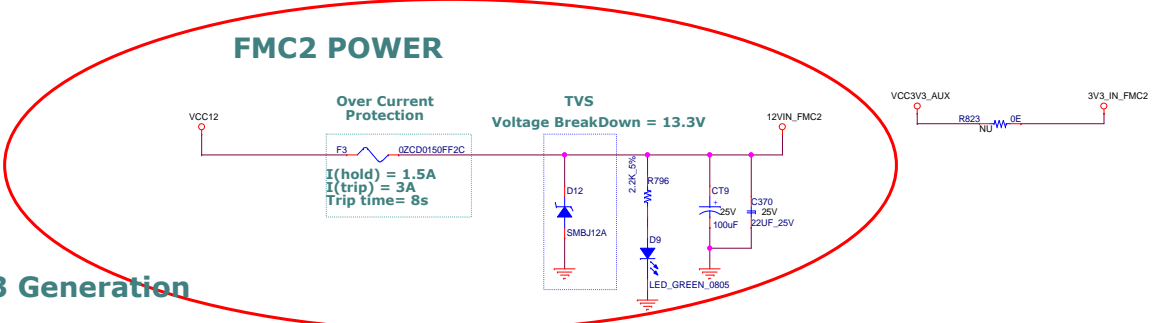 FMC2 POWER
Over Current
Protection
TVS
Voltage BreakDown = 13.3V
VCC12
12VIN_FMC2
VCC3V3_AUX
3V3_IN_FMC2
R823
0E
NU
F3
0ZCD0150FF2C
I(hold) = 1.5A
I(trip) = 3A
Trip time= 8s
2.2K_5%
R796
D12
SMBJ12A
CT9
+
25V
100uF
C370
25V
22UF_25V
D9
LED_GREEN_0805
3 Generation